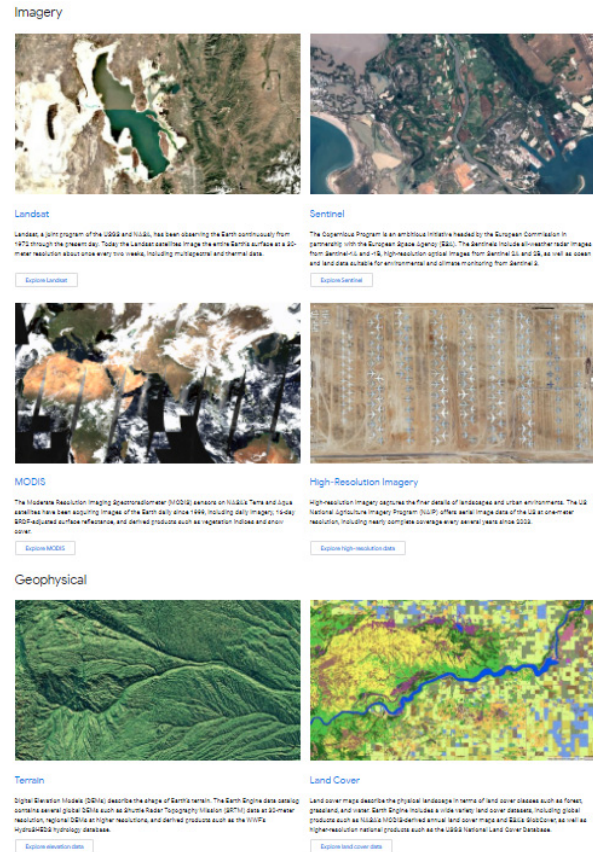 Imagery
Landsat
Landsat, a joint program of the USGS and NASA, has been observing the Earth continuously from
1972 through the present day. Today the Landsat satellites image the entire Earth's surface at a 30-
meter resolution about once every two weeks, including multispectral and thermal data.
Explore Landsat
Sentinel
The Copernicus Program is an ambitious initiative headed by the European Commission in
partnership with the European Space Agency (ESA). The Sentinels include all-weather radar images
from Sentinel-1A and -1B, high-resolution optical images from Sentinel 2A and 2B, as well as ocean
and land data suitable for environmental and climate monitoring from Sentinel 3.
Explore Sentinel
MODIS
The Moderate Resolution Imaging Spectroradiometer (MODIS) sensors on NASA's Terra and Aqua
satellites have been acquiring images of the Earth daily since 1999, including daily imagery, 16-day
BRDF-adjusted surface reflectance, and derived products such as vegetation indices and snow
cover.
Explore MODIS
High-Resolution Imagery
High-resolution imagery captures the finer details of landscapes and urban environments. The US
National Agriculture Imagery Program (NAIP) offers aerial image data of the US at one-meter
resolution, including nearly complete coverage every several years since 2003.
Explore high-resolution data
Geophysical
Terrain
Digital Elevation Models (DEMs) describe the shape of Earth's terrain. The Earth Engine data catalog
contains several global DEMs such as Shuttle Radar Topography Mission (SRTM) data at 30-meter
resolution, regional DEMs at higher resolutions, and derived products such as the WWF's
HydroSHEDS hydrology database.
Explore elevation data
Land Cover
Land cover maps describe the physical landscape in terms of land cover classes such as forest,
grassland, and water. Earth Engine includes a wide variety land cover datasets, including global
products such as NASA's MODIS-derived annual land cover maps and ESA's GlobCover, as well as
higher-resolution national products such as the USGS National Land Cover Database.
Explore land cover data